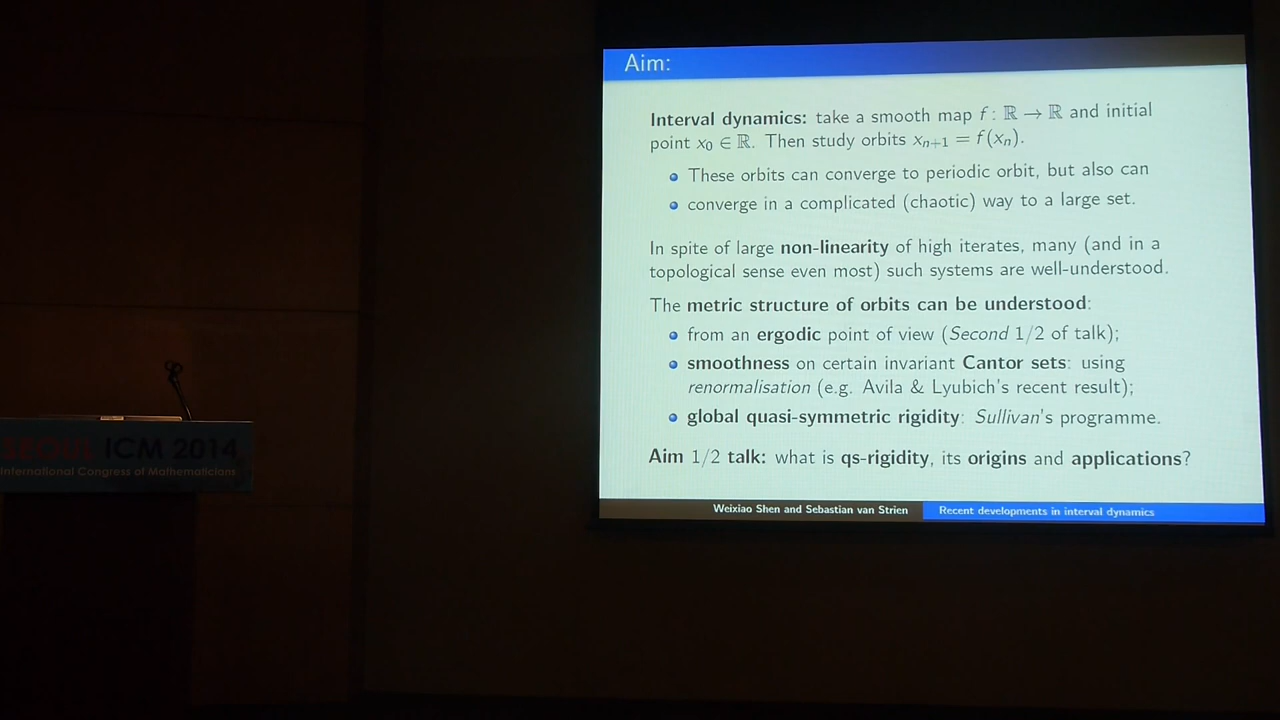 Aim:
Interval dynamics: take a smooth map f : ℝ → ℝ and initial
point x₀ ∈ ℝ. Then study orbits xₙ₊₁ = f(xₙ).
These orbits can converge to periodic orbit, but also can
converge in a complicated (chaotic) way to a large set.
In spite of large non-linearity of high iterates, many (and in a
topological sense even most) such systems are well-understood.
The metric structure of orbits can be understood:
from an ergodic point of view (Second 1/2 of talk);
smoothness on certain invariant Cantor sets: using
renormalisation (e.g. Avila & Lyubich's recent result);
global quasi-symmetric rigidity: Sullivan's programme.
Aim 1/2 talk: what is qs-rigidity, its origins and applications?
Weixiao Shen and Sebastian van Strien
Recent developments in interval dynamics
SEOUL ICM 2014
International Congress of Mathematicians